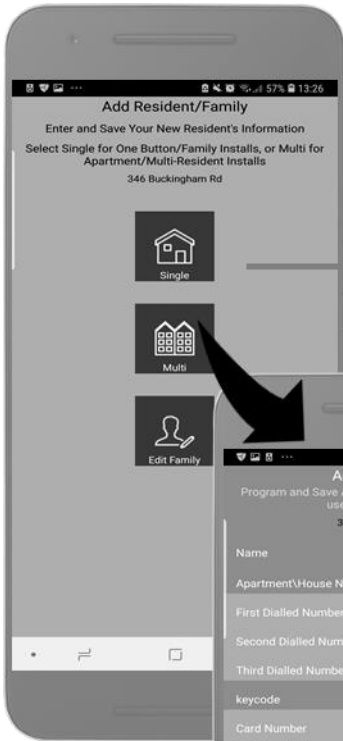 57% 13:26
Add Resident/Family
Enter and Save Your New Resident's Information
Select Single for One Button/Family Installs, or Multi for
Apartment/Multi-Resident Installs
346 Buckingham Rd
Single
Multi
Edit Family
Program and Save
Name
Apartment\House N
First Dialled Number
Second Dialled Num
Third Dialled Numbe
keycode
Card Number